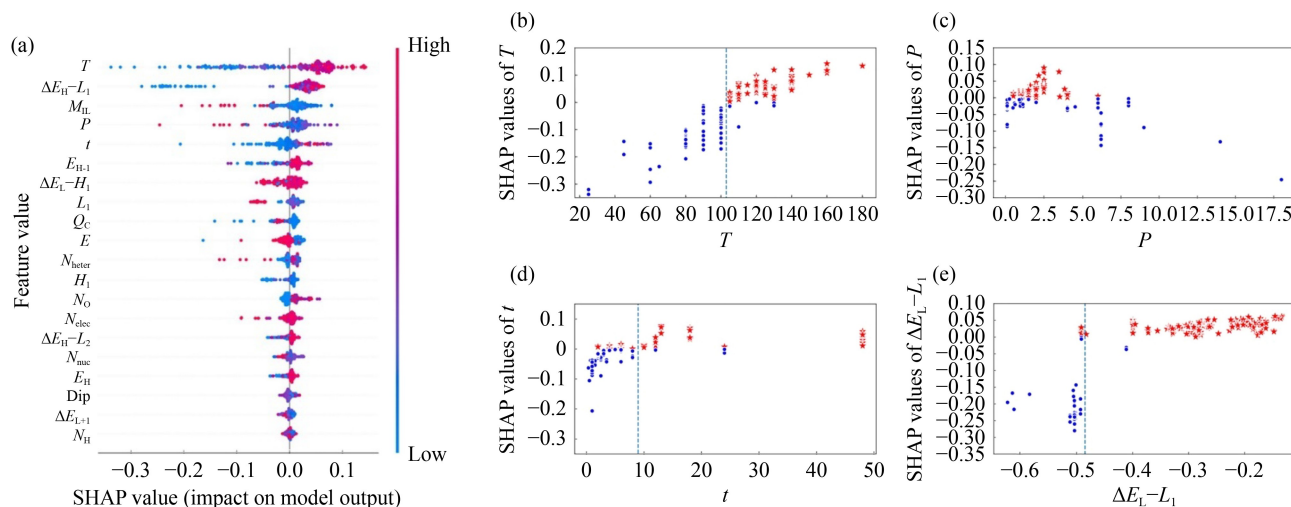 (a)
High
Feature value
T
ΔE_H−L_1
M_IL
P
t
E_H-1
ΔE_L−H_1
L_1
Q_C
E
N_heter
H_1
N_O
N_elec
ΔE_H−L_2
N_nuc
E_H
Dip
ΔE_L+1
N_H
Low
−0.3 −0.2 −0.1 0.0 0.1
SHAP value (impact on model output)
(b)
SHAP values of T
0.2
0.1
0
−0.1
−0.2
−0.3
20 40 60 80 100 120 140 160 180
T
(c)
SHAP values of P
0.15
0.10
0.05
0.00
−0.05
−0.10
−0.15
−0.20
−0.25
−0.30
0.0 2.5 5.0 7.5 10.0 12.5 15.0 17.5
P
(d)
SHAP values of t
0.1
0
−0.1
−0.2
−0.3
0 10 20 30 40 50
t
(e)
SHAP values of ΔE_L−L_1
0.10
0.05
0.00
−0.05
−0.10
−0.15
−0.20
−0.25
−0.30
−0.35
−0.6 −0.5 −0.4 −0.3 −0.2
ΔE_L−L_1